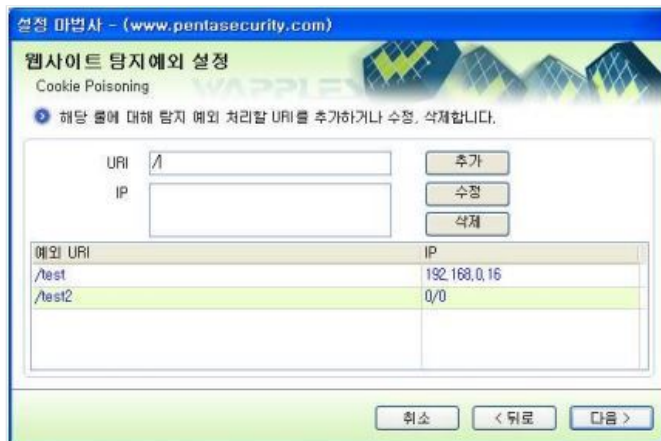 설정 마법사 - (www.pentasecurity.com)
웹사이트 탐지예외 설정
Cookie Poisoning
WAPPLES
해당 룰에 대해 탐지 예외 처리할 URI를 추가하거나 수정, 삭제합니다.
URI /
추가
IP
수정
삭제
예외 URI IP
/test 192,168,0,16
/test2 0/0
취소 < 뒤로 다음 >